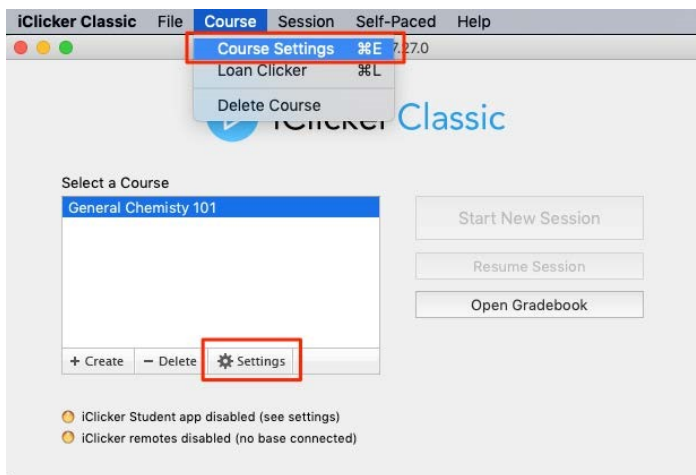 iClicker Classic File Course Session Self-Paced Help
Course Settings ⌘E 7.27.0
Loan Clicker ⌘L
Delete Course
iClicker Classic
Select a Course
General Chemisty 101
Start New Session
Resume Session
Open Gradebook
+ Create − Delete Settings
iClicker Student app disabled (see settings)
iClicker remotes disabled (no base connected)